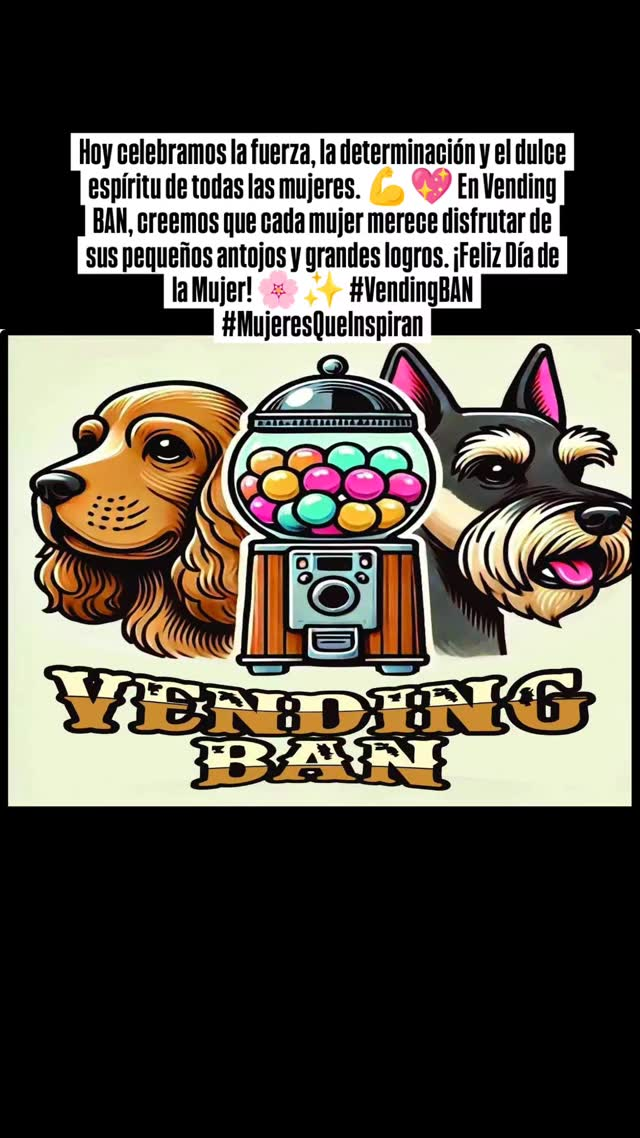 Hoy celebramos la fuerza, la determinación y el dulce
espíritu de todas las mujeres. 💪💖 En Vending
BAN, creemos que cada mujer merece disfrutar de
sus pequeños antojos y grandes logros. ¡Feliz Día de
la Mujer! 🌸✨ #VendingBAN
#MujeresQueInspiran
VENDING
BAN